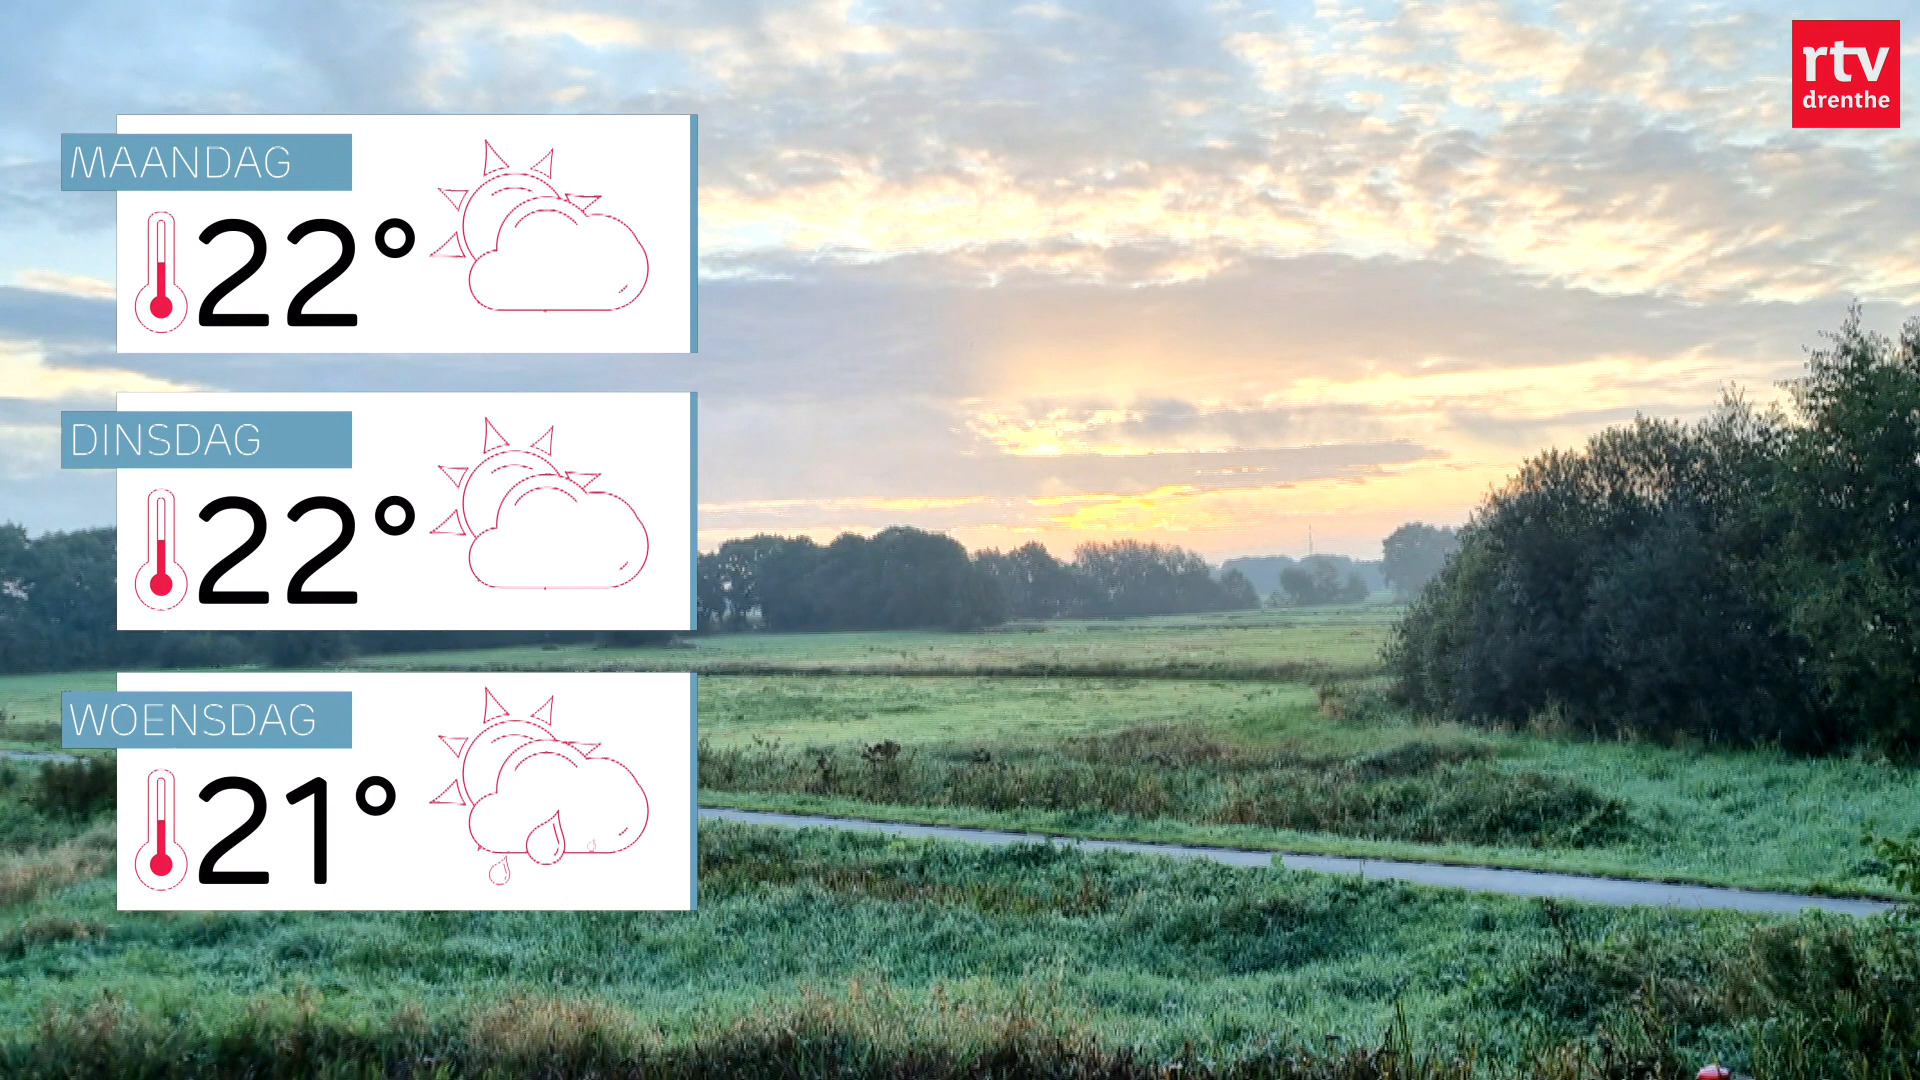 rtv
drenthe
MAANDAG
22°
DINSDAG
22°
WOENSDAG
21°